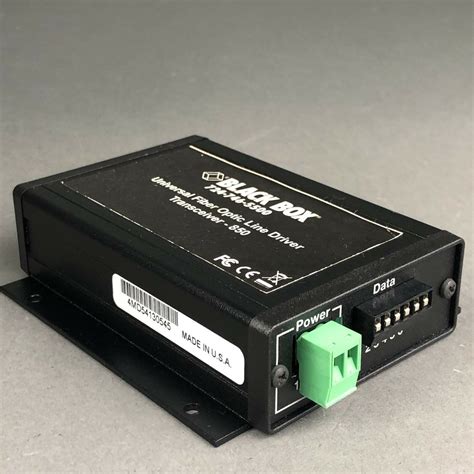 BLACK BOX
724-746-5500
Universal Fiber Optic Line Driver
Transceiver - 850
FC CE
4MD54130545
MADE IN U.S.A.
Power
Data